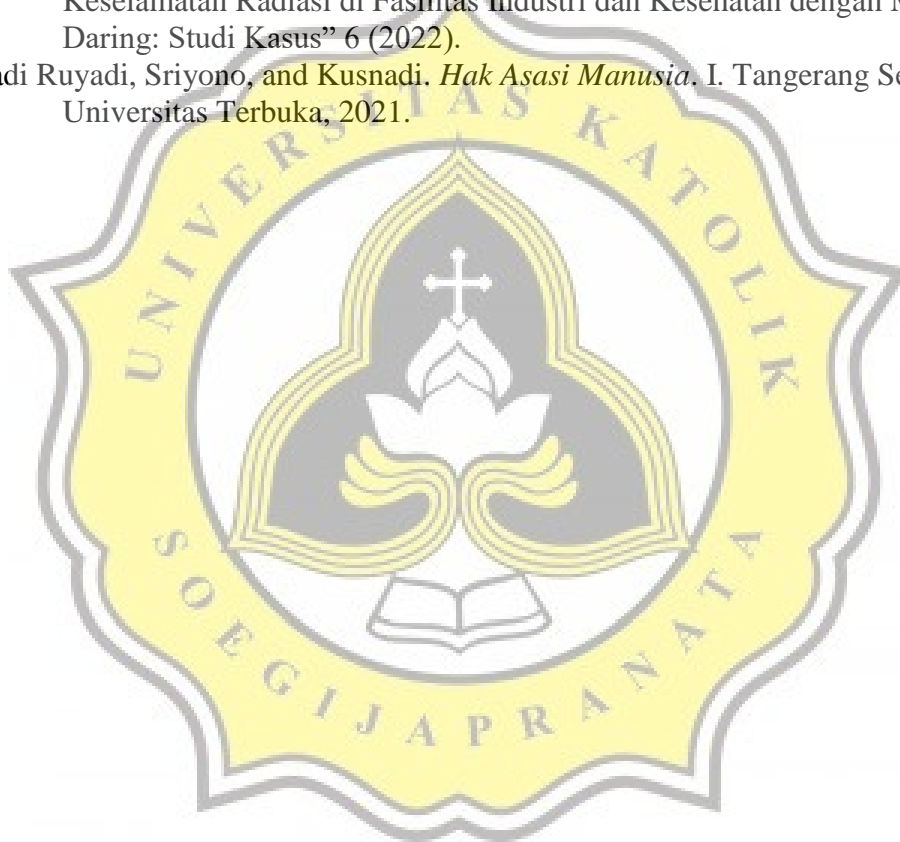 Keselamatan Radiasi di Fasilitas Industri dan Kesehatan dengan
Daring: Studi Kasus” 6 (2022).
di Ruyadi, Sriyono, and Kusnadi. Hak Asasi Manusia. I. Tangerang Se
Universitas Terbuka, 2021.
UNIVERSITAS KATOLIK
SOEGIJAPRANATA